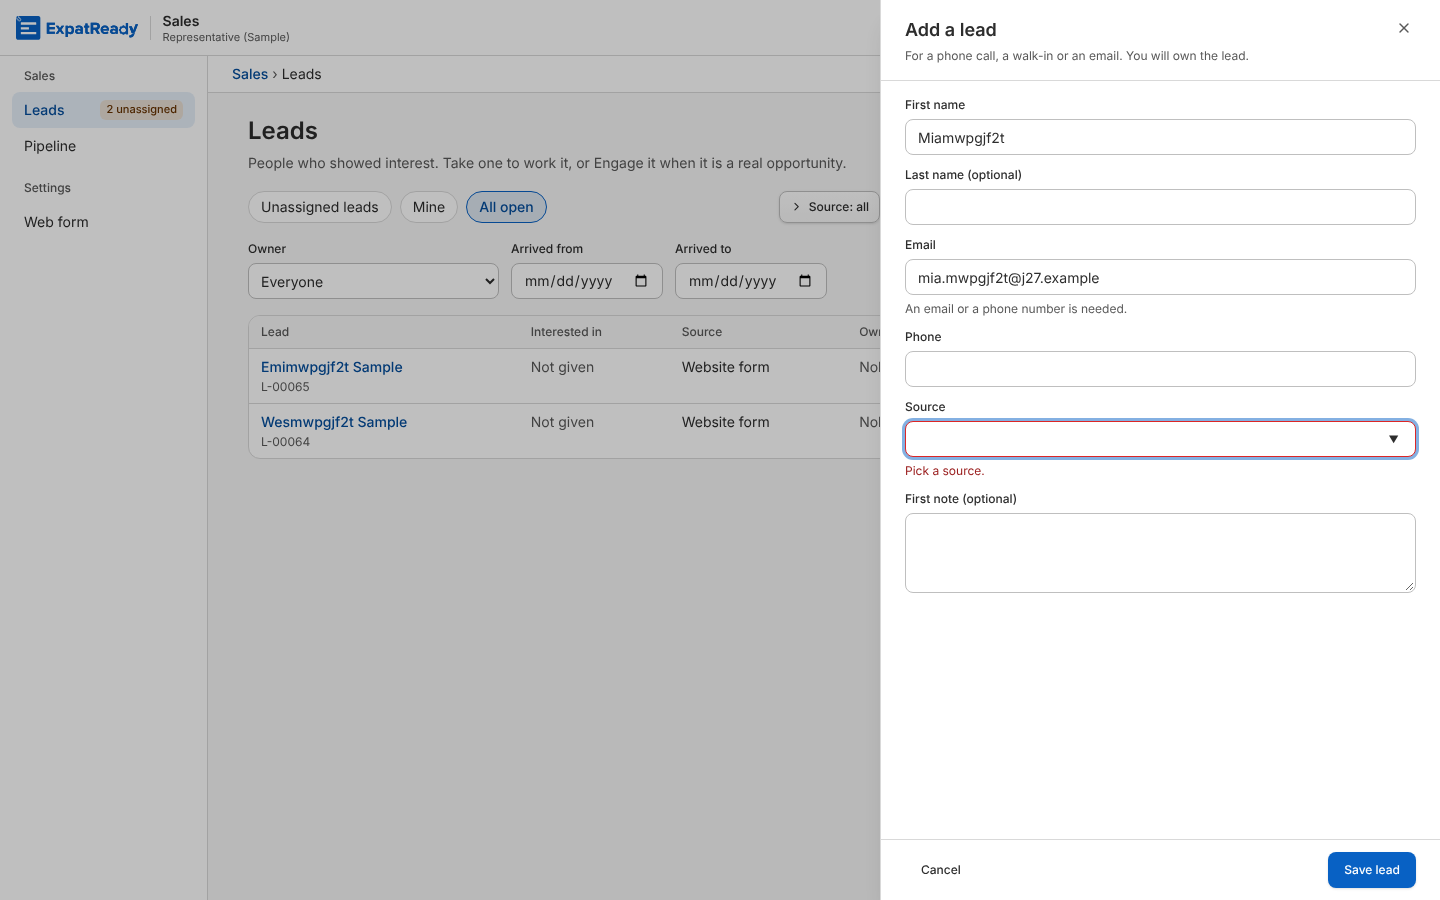 ExpatReady
Sales
Representative (Sample)
Sales
Leads
2 unassigned
Pipeline
Settings
Web form
Sales › Leads
Leads
People who showed interest. Take one to work it, or Engage it when it is a real opportunity.
Unassigned leads
Mine
All open
Source: all
Owner
Arrived from
Arrived to
Everyone
mm/dd/yyyy
mm/dd/yyyy
Lead
Interested in
Source
Emimwpgjf2t Sample
Not given
Website form
L-00065
Wesmwpgjf2t Sample
Not given
Website form
L-00064
Add a lead
For a phone call, a walk-in or an email. You will own the lead.
First name
Miamwpgjf2t
Last name (optional)
Email
mia.mwpgjf2t@j27.example
An email or a phone number is needed.
Phone
Source
Pick a source.
First note (optional)
Cancel
Save lead